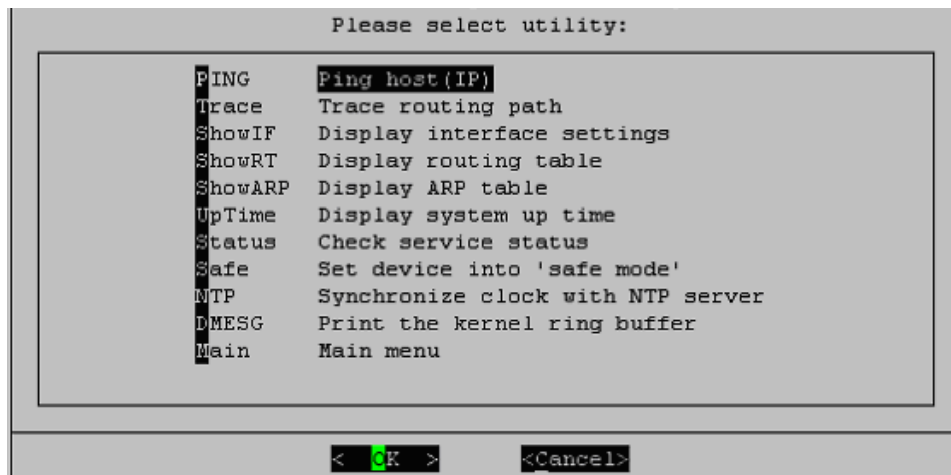 Please select utility:
PING Ping host(IP)
Trace Trace routing path
ShowIF Display interface settings
ShowRT Display routing table
ShowARP Display ARP table
UpTime Display system up time
Status Check service status
Safe Set device into 'safe mode'
NTP Synchronize clock with NTP server
DMESG Print the kernel ring buffer
Main Main menu
< OK > <Cancel>